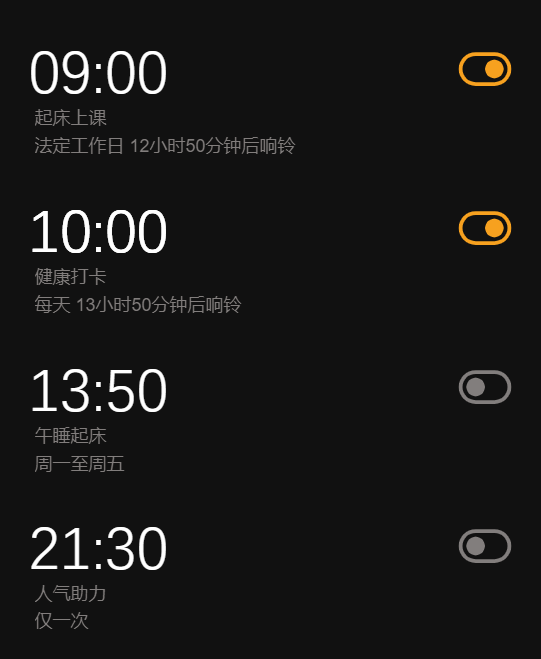 09:00
起床上课
法定工作日 12小时50分钟后响铃
10:00
健康打卡
每天 13小时50分钟后响铃
13:50
午睡起床
周一至周五
21:30
人气助力
仅一次